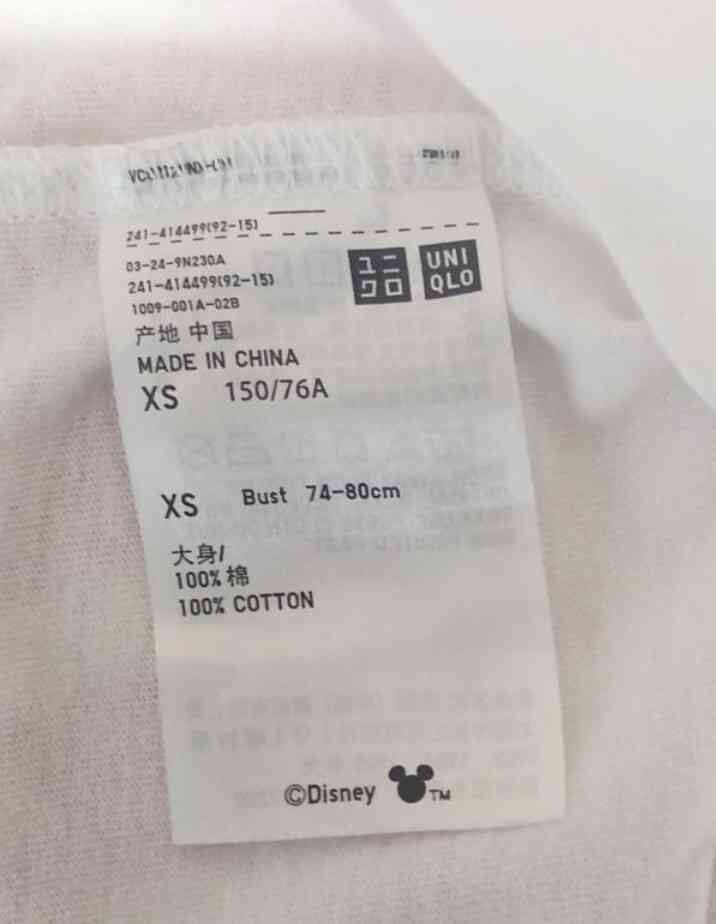 241-414499(92-15)
03-24-9N230A
241-414499(92-15)
1009-001A-02B
ユニ
クロ
UNI
QLO
产地 中国
MADE IN CHINA
XS 150/76A
XS Bust 74-80cm
大身/
100% 棉
100% COTTON
©Disney TM